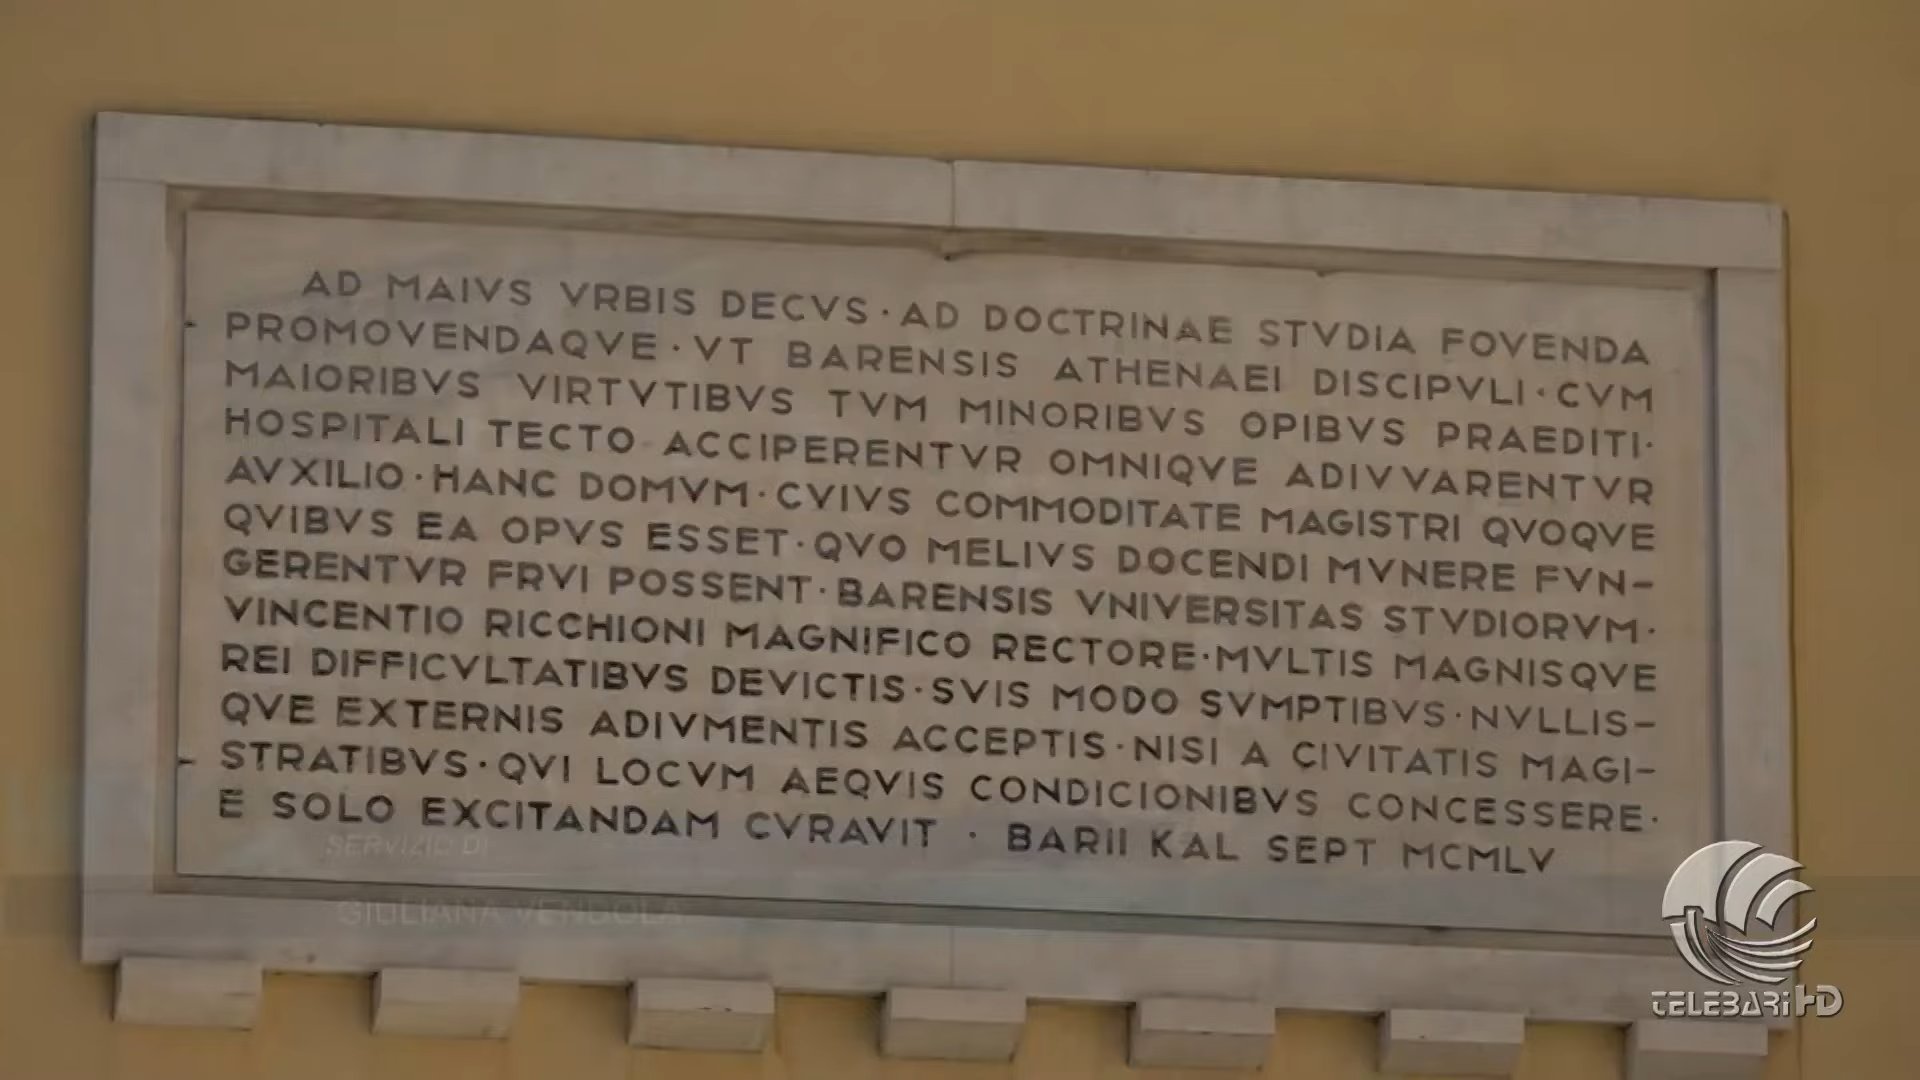 AD MAIVS VRBIS DECVS · AD DOCTRINAE STVDIA FOVENDA
PROMOVENDAQVE · VT BARENSIS ATHENAEI DISCIPVLI · CVM
MAIORIBVS VIRTVTIBVS TVM MINORIBVS OPIBVS PRAEDITI ·
HOSPITALI TECTO ACCIPERENTVR OMNIQVE ADIVVARENTVR
AVXILIO · HANC DOMVM · CVIVS COMMODITATE MAGISTRI QVOQVE
QVIBVS EA OPVS ESSET · QVO MELIVS DOCENDI MVNERE FVN-
GERENTVR FRVI POSSENT · BARENSIS VNIVERSITAS STVDIORVM ·
VINCENTIO RICCHIONI MAGNIFICO RECTORE · MVLTIS MAGNISQVE
REI DIFFICVLTATIBVS DEVICTIS · SVIS MODO SVMPTIBVS · NVLLIS-
QVE EXTERNIS ADIVMENTIS ACCEPTIS · NISI A CIVITATIS MAGI-
STRATIBVS · QVI LOCVM AEQVIS CONDICIONIBVS CONCESSERE ·
E SOLO EXCITANDAM CVRAVIT · BARII KAL SEPT MCMLV
SERVIZIO DI
GIULIANA VENDOLA
TELEBARI HD